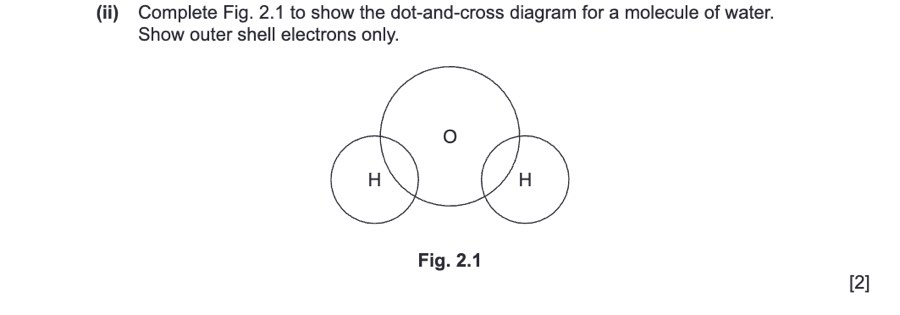 (ii) Complete Fig. 2.1 to show the dot-and-cross diagram for a molecule of water.
Show outer shell electrons only.
O
H H
Fig. 2.1
[2]